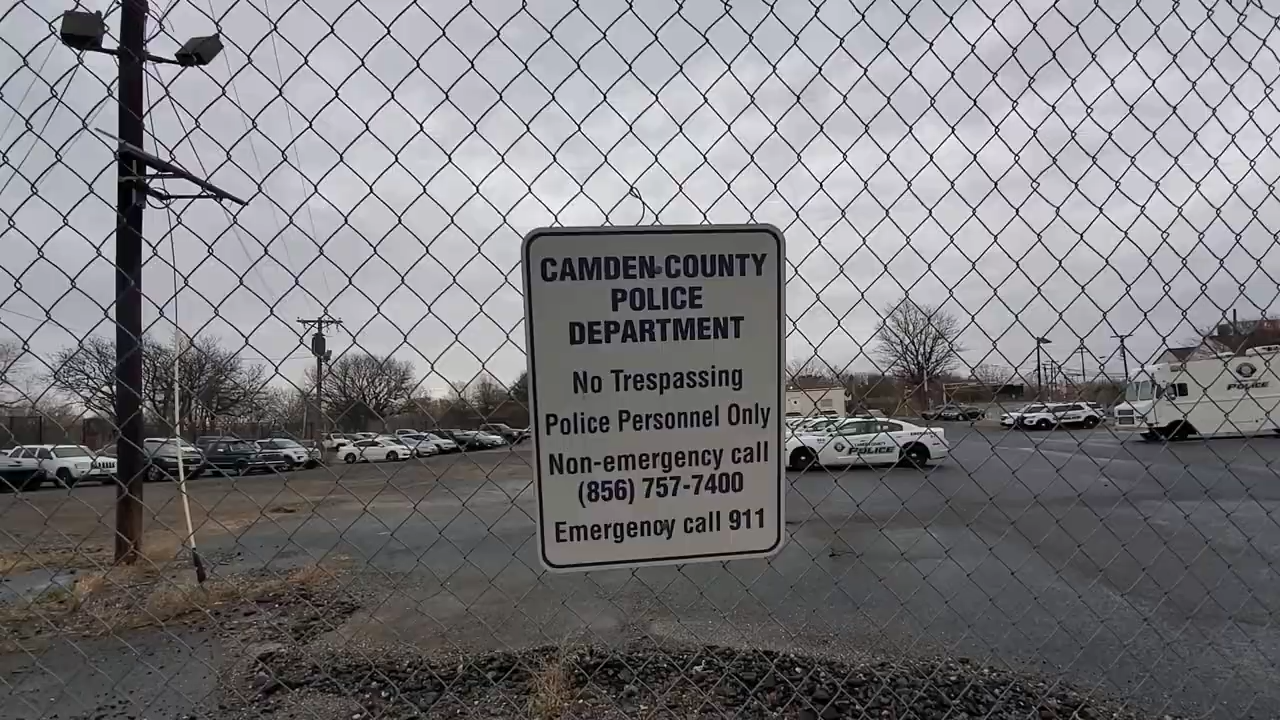 CAMDEN COUNTY
POLICE
DEPARTMENT
No Trespassing
Police Personnel Only
Non-emergency call
(856) 757-7400
Emergency call 911
POLICE
POLICE